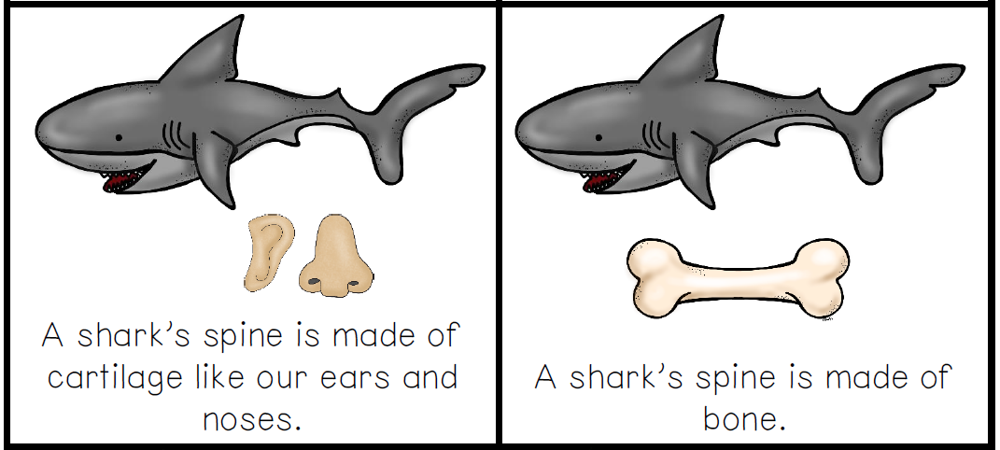 A shark's spine is made of
cartilage like our ears and
noses.
A shark's spine is made of
bone.